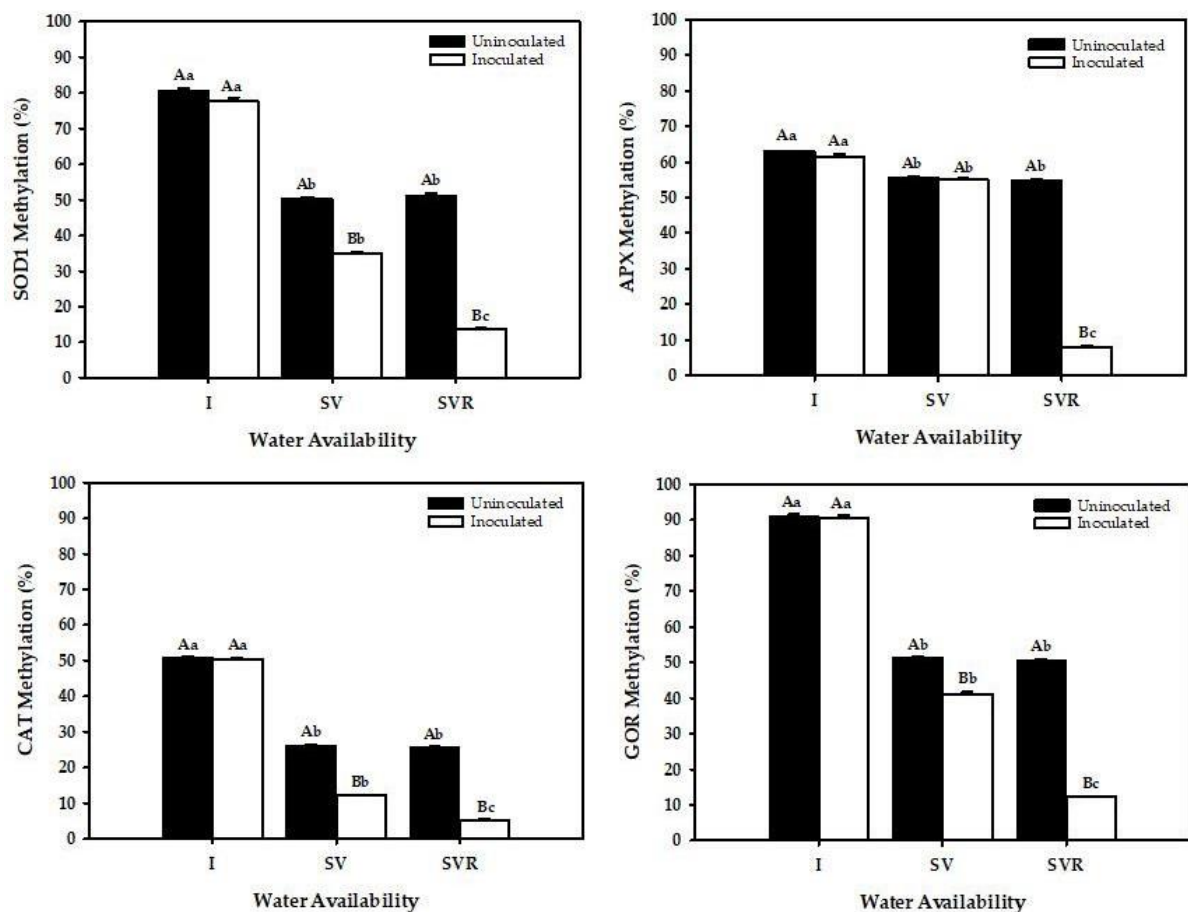 100
90
80
70
60
50
40
30
20
10
0
SOD1 Methylation (%)
Uninoculated
Inoculated
Aa Aa
Ab
Bb
Ab
Bc
I SV SVR
Water Availability
100
90
80
70
60
50
40
30
20
10
0
APX Methylation (%)
Uninoculated
Inoculated
Aa Aa
Ab Ab
Ab
Bc
I SV SVR
Water Availability
100
90
80
70
60
50
40
30
20
10
0
CAT Methylation (%)
Uninoculated
Inoculated
Aa Aa
Ab
Bb
Ab
Bc
I SV SVR
Water Availability
100
90
80
70
60
50
40
30
20
10
0
GOR Methylation (%)
Uninoculated
Inoculated
Aa Aa
Ab
Bb
Ab
Bc
I SV SVR
Water Availability